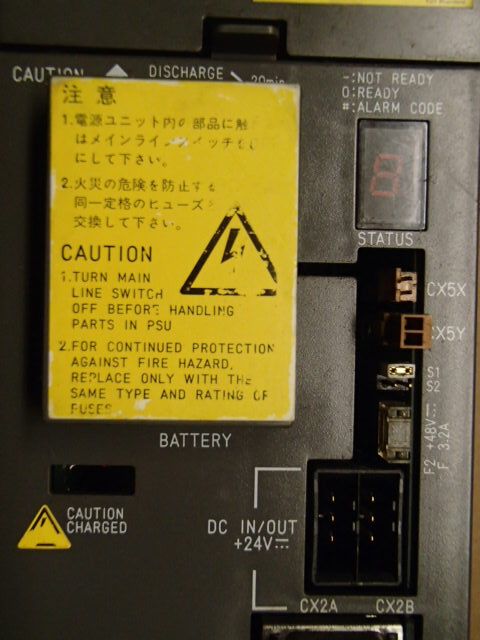 CAUTION
DISCHARGE
20min
-:NOT READY
0:READY
#:ALARM CODE
注意
1.電源ユニット内の部品に触
はメインライ
にして下さい。
2.火災の危険を防止する
同一定格のヒューズ
交換して下さい。
CAUTION
1.TURN MAIN
LINE SWITCH
OFF BEFORE HANDLING
PARTS IN PSU
2.FOR CONTINUED PROTECTION
AGAINST FIRE HAZARD,
REPLACE ONLY WITH THE
SAME TYPE AND RATING OF
FUSES
STATUS
CX5X
CX5Y
S1
S2
F2 +48V⎓
F 3.2A
BATTERY
CAUTION
CHARGED
DC IN/OUT
+24V⎓
CX2A
CX2B